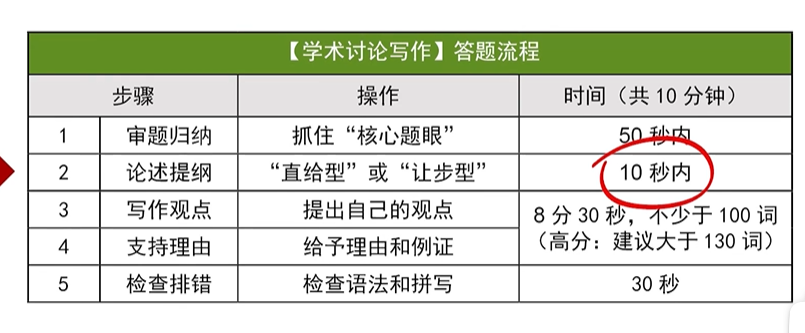 【学术讨论写作】答题流程
步骤 操作 时间（共 10 分钟）
1 审题归纳 抓住“核心题眼” 50 秒内
2 论述提纲 “直给型”或“让步型” 10 秒内
3 写作观点 提出自己的观点
8 分 30 秒，不少于 100 词
（高分：建议大于 130 词）
4 支持理由 给予理由和例证
5 检查排错 检查语法和拼写 30 秒